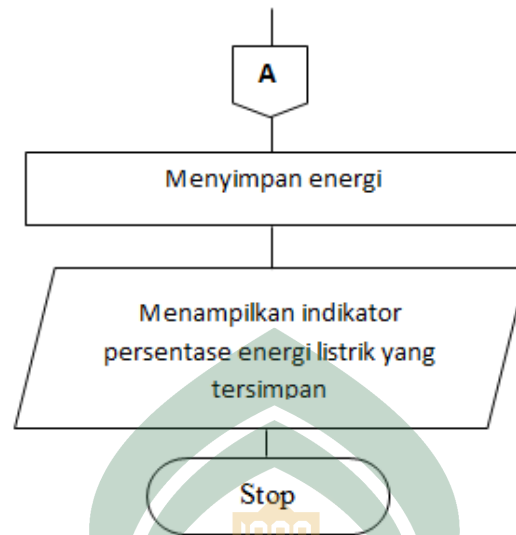 A
Menyimpan energi
Menampilkan indikator
persentase energi listrik yang
tersimpan
Stop